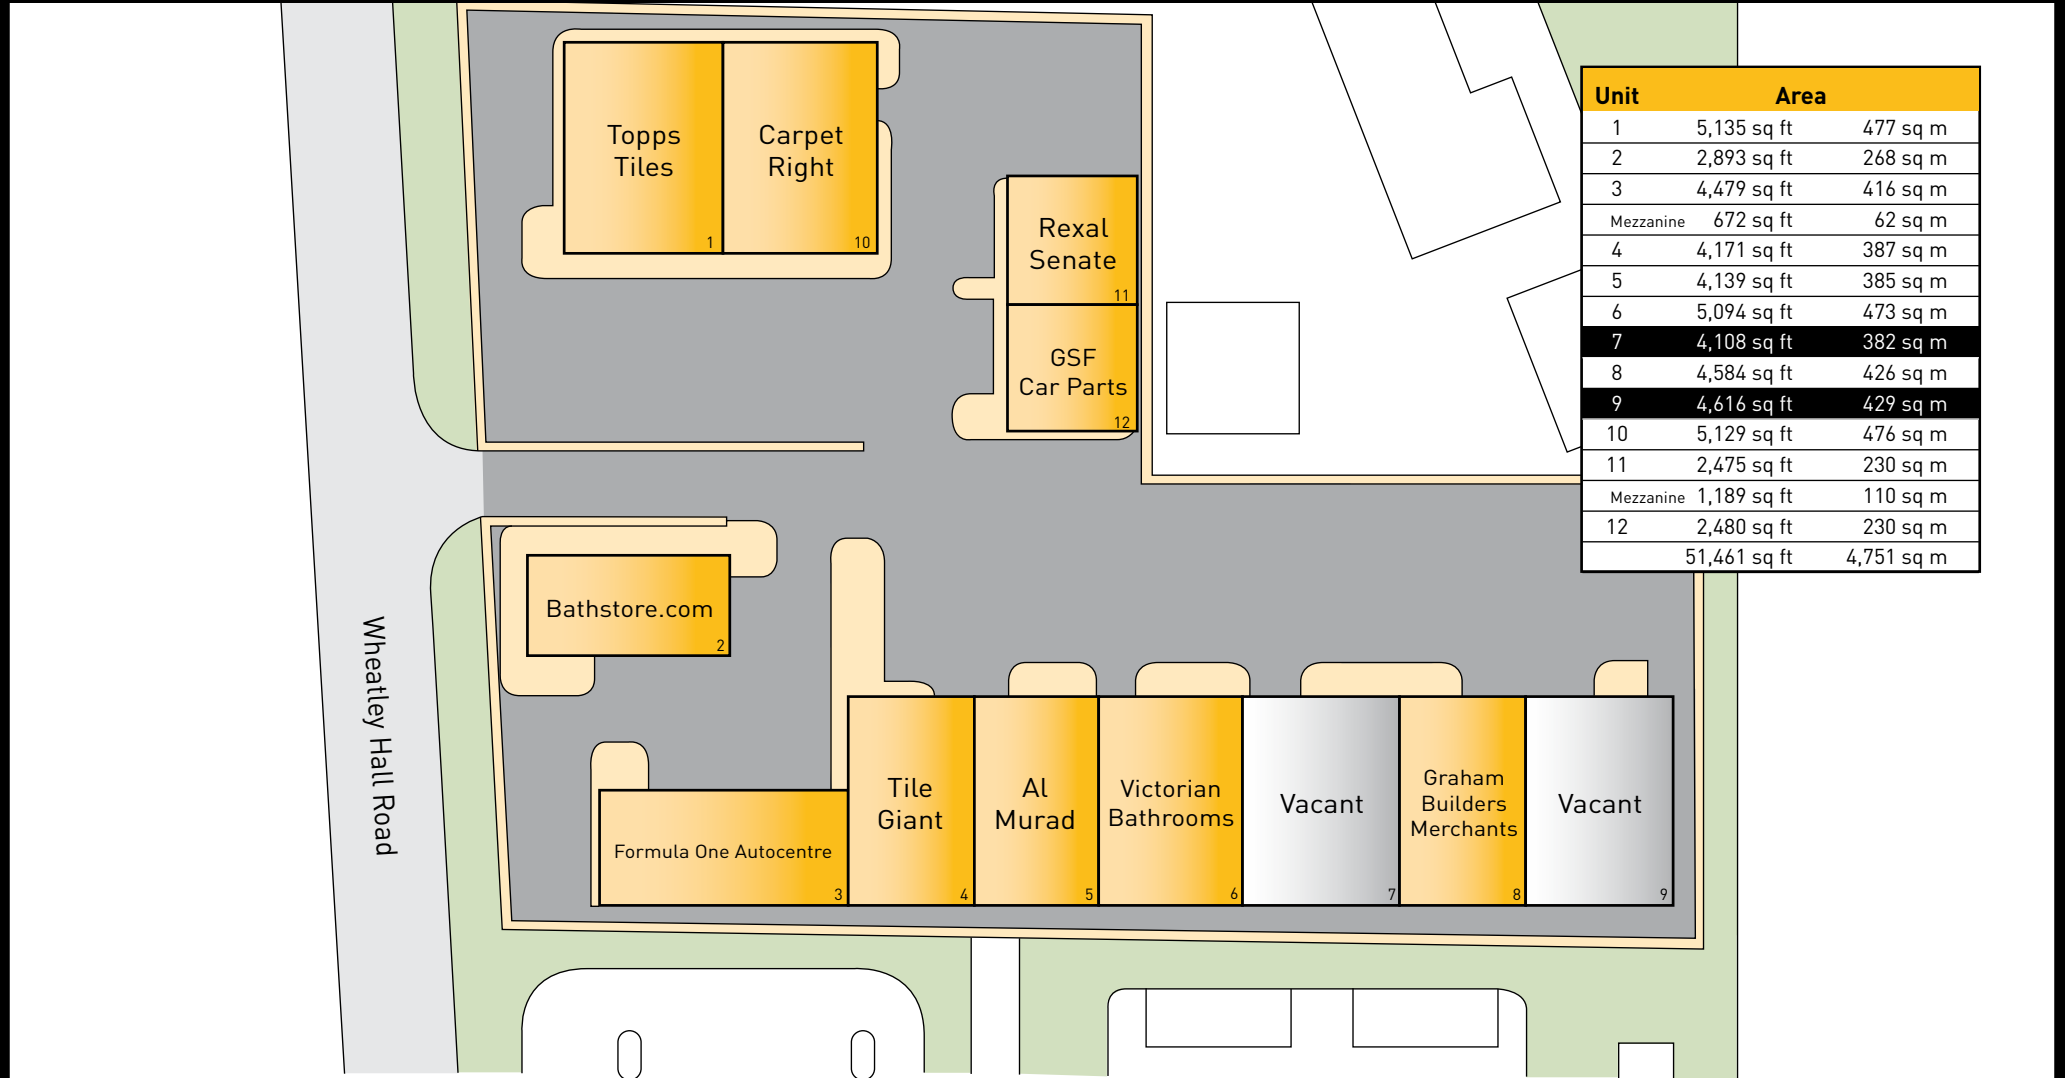 Topps
Tiles
1
Carpet
Right
10
Rexal
Senate
11
GSF
Car Parts
12
Unit Area
1 5,135 sq ft 477 sq m
2 2,893 sq ft 268 sq m
3 4,479 sq ft 416 sq m
Mezzanine 672 sq ft 62 sq m
4 4,171 sq ft 387 sq m
5 4,139 sq ft 385 sq m
6 5,094 sq ft 473 sq m
7 4,108 sq ft 382 sq m
8 4,584 sq ft 426 sq m
9 4,616 sq ft 429 sq m
10 5,129 sq ft 476 sq m
11 2,475 sq ft 230 sq m
Mezzanine 1,189 sq ft 110 sq m
12 2,480 sq ft 230 sq m
51,461 sq ft 4,751 sq m
Bathstore.com
2
Wheatley Hall Road
Formula One Autocentre
3
Tile
Giant
4
Al
Murad
5
Victorian
Bathrooms
6
Vacant
7
Graham
Builders
Merchants
8
Vacant
9